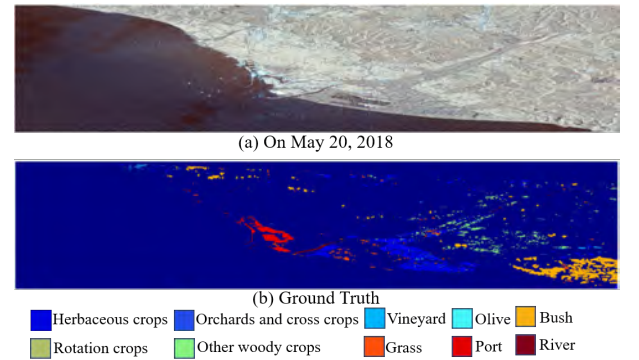 (a) On May 20, 2018
(b) Ground Truth
Herbaceous crops Orchards and cross crops Vineyard Olive Bush
Rotation crops Other woody crops Grass Port River